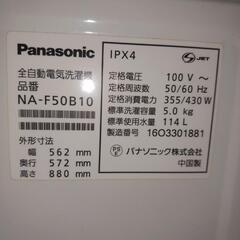 Panasonic
全自動電気洗濯機
品番
NA-F50B10
外形寸法
幅 562 mm
奥行 572 mm
高さ 880 mm
IPX4
S-JET
定格電圧 100 V ~
定格周波数 50/60 Hz
定格消費電力 355/430 W
標準洗濯容量 5.0 kg
標準使用水量 114 L
製造番号 16O3301881
パナソニック株式会社
中国製